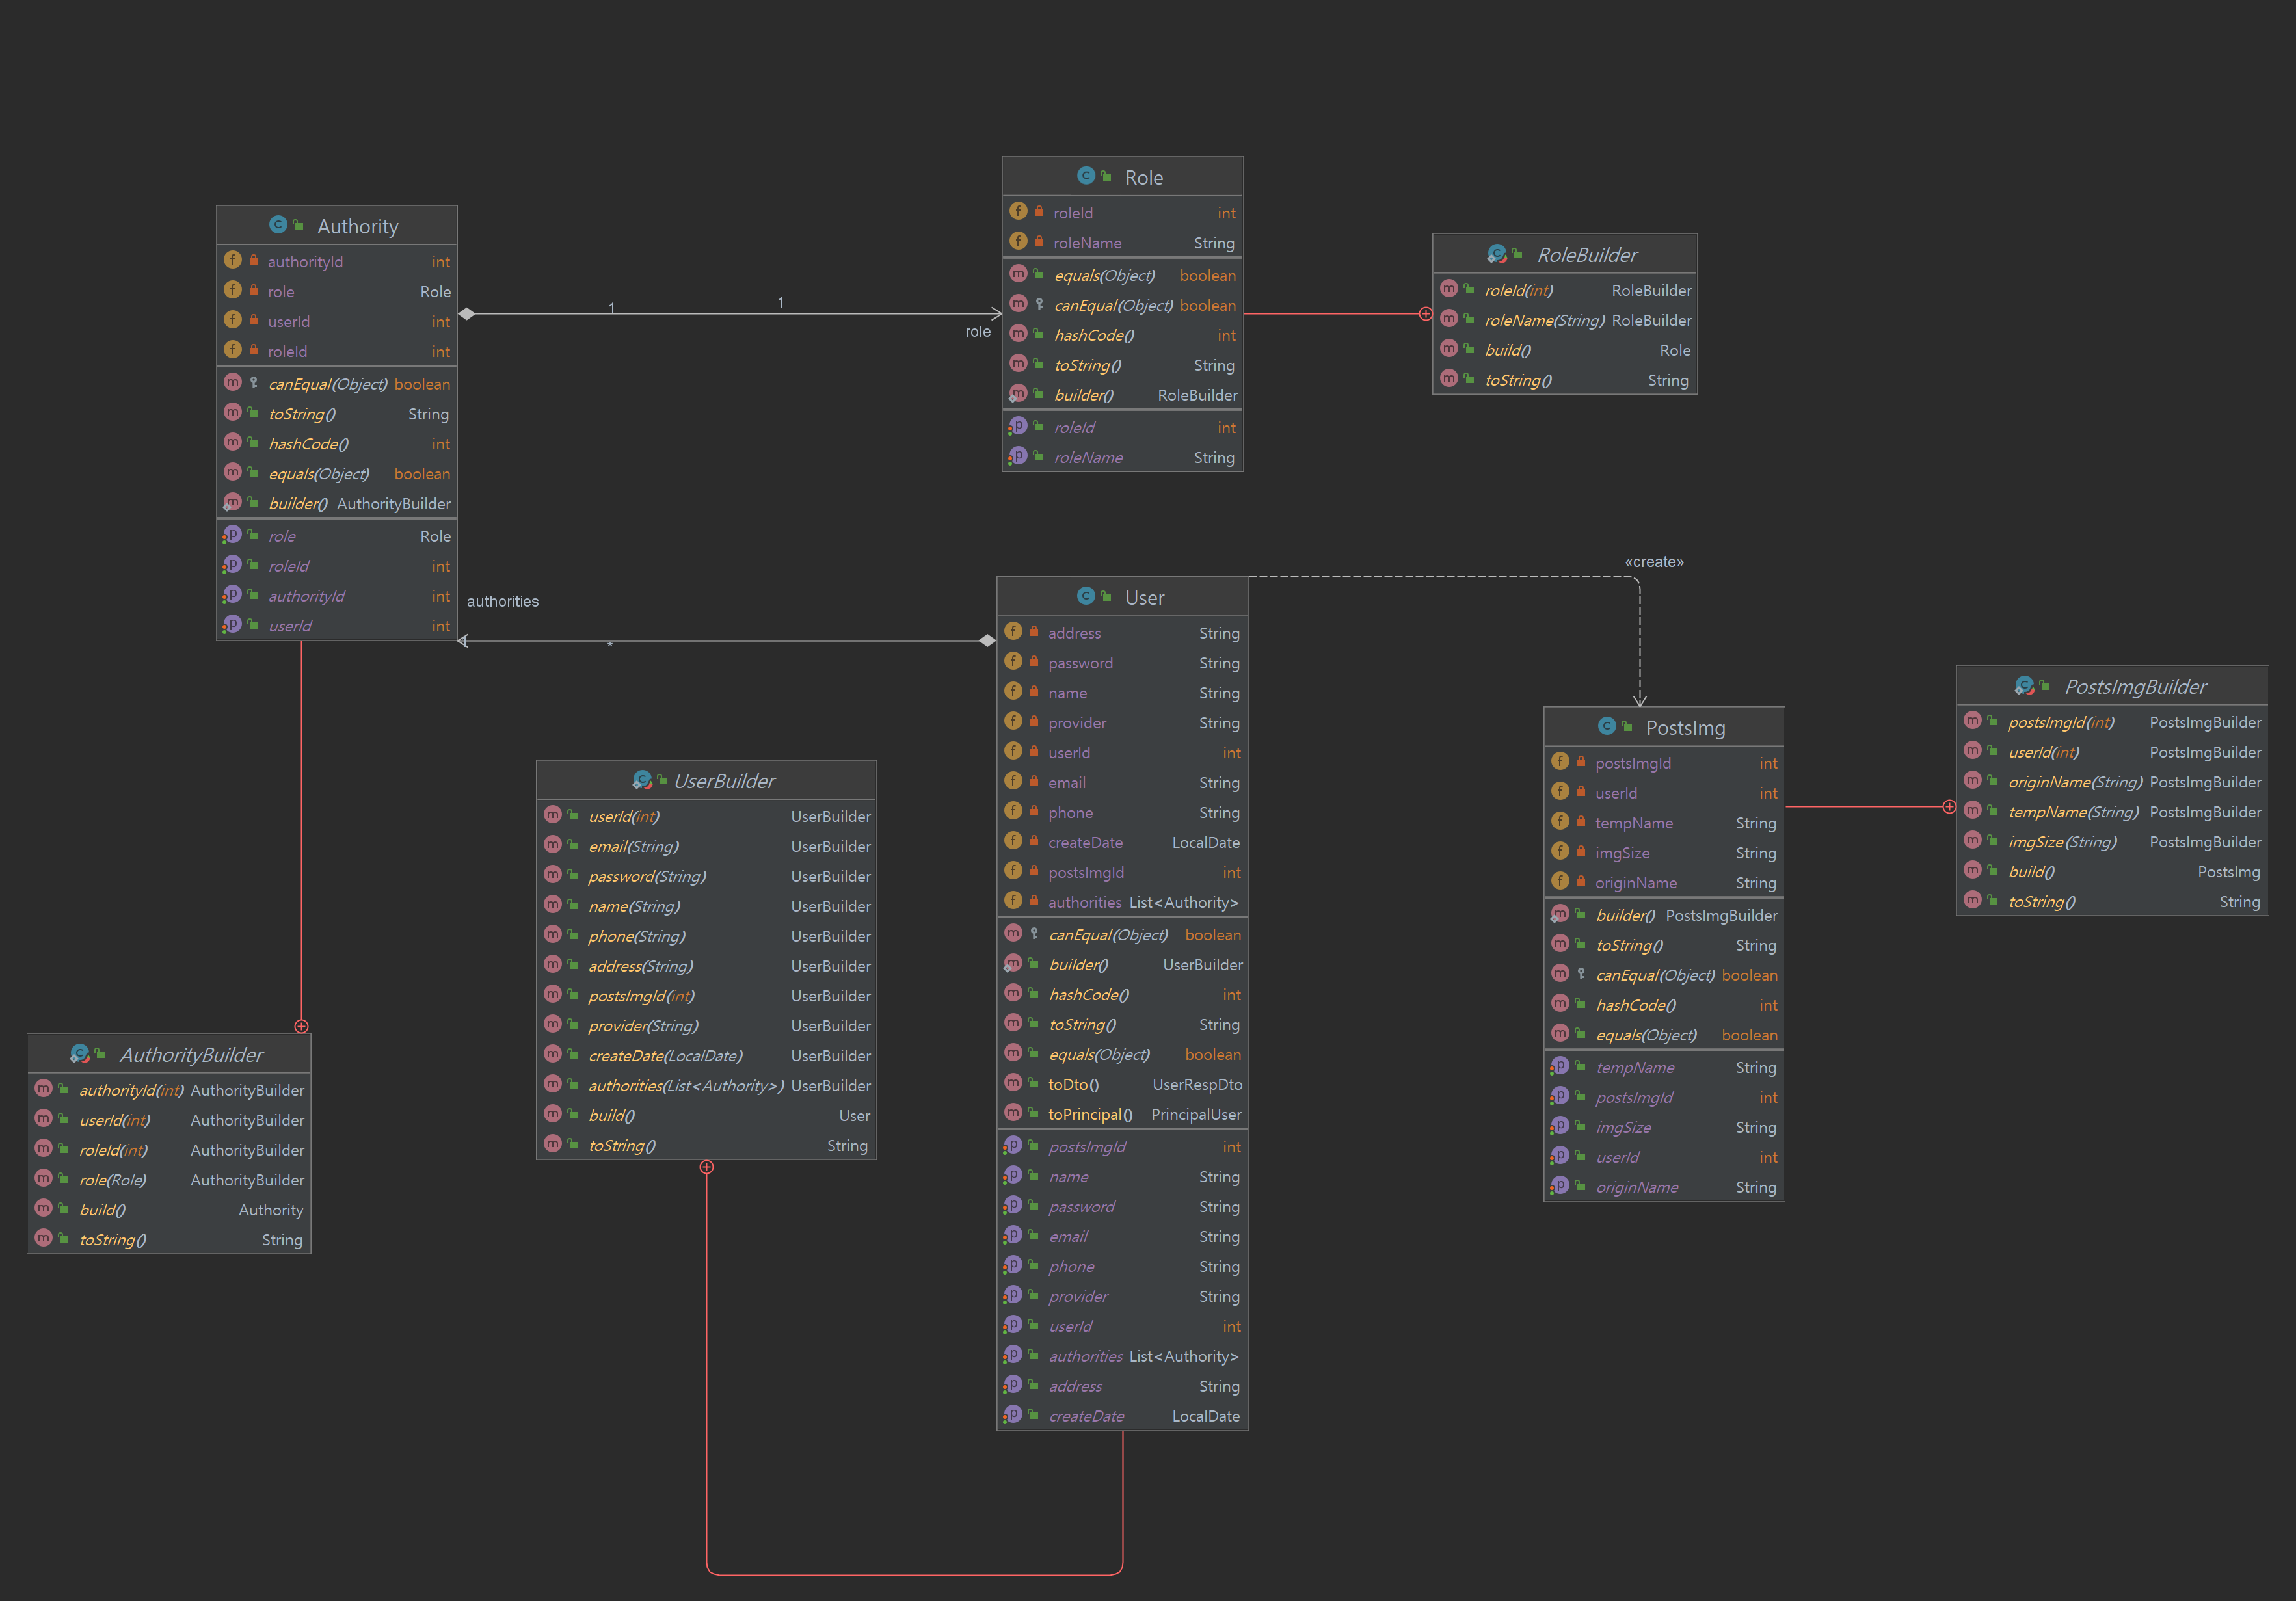 Authority
authorityId int
role Role
userId int
roleId int
canEqual(Object) boolean
toString() String
hashCode() int
equals(Object) boolean
builder() AuthorityBuilder
role Role
roleId int
authorityId int
userId int
1 1
role
Role
roleId int
roleName String
equals(Object) boolean
canEqual(Object) boolean
hashCode() int
toString() String
builder() RoleBuilder
roleId int
roleName String
RoleBuilder
roleId(int) RoleBuilder
roleName(String) RoleBuilder
build() Role
toString() String
authorities
*
«create»
User
address String
password String
name String
provider String
userId int
email String
phone String
createDate LocalDate
postsImgId int
authorities List<Authority>
canEqual(Object) boolean
builder() UserBuilder
hashCode() int
toString() String
equals(Object) boolean
toDto() UserRespDto
toPrincipal() PrincipalUser
postsImgId int
name String
password String
email String
phone String
provider String
userId int
authorities List<Authority>
address String
createDate LocalDate
UserBuilder
userId(int) UserBuilder
email(String) UserBuilder
password(String) UserBuilder
name(String) UserBuilder
phone(String) UserBuilder
address(String) UserBuilder
postsImgId(int) UserBuilder
provider(String) UserBuilder
createDate(LocalDate) UserBuilder
authorities(List<Authority>) UserBuilder
build() User
toString() String
PostsImg
postsImgId int
userId int
tempName String
imgSize String
originName String
builder() PostsImgBuilder
toString() String
canEqual(Object) boolean
hashCode() int
equals(Object) boolean
tempName String
postsImgId int
imgSize String
userId int
originName String
PostsImgBuilder
postsImgId(int) PostsImgBuilder
userId(int) PostsImgBuilder
originName(String) PostsImgBuilder
tempName(String) PostsImgBuilder
imgSize(String) PostsImgBuilder
build() PostsImg
toString() String
AuthorityBuilder
authorityId(int) AuthorityBuilder
userId(int) AuthorityBuilder
roleId(int) AuthorityBuilder
role(Role) AuthorityBuilder
build() Authority
toString() String